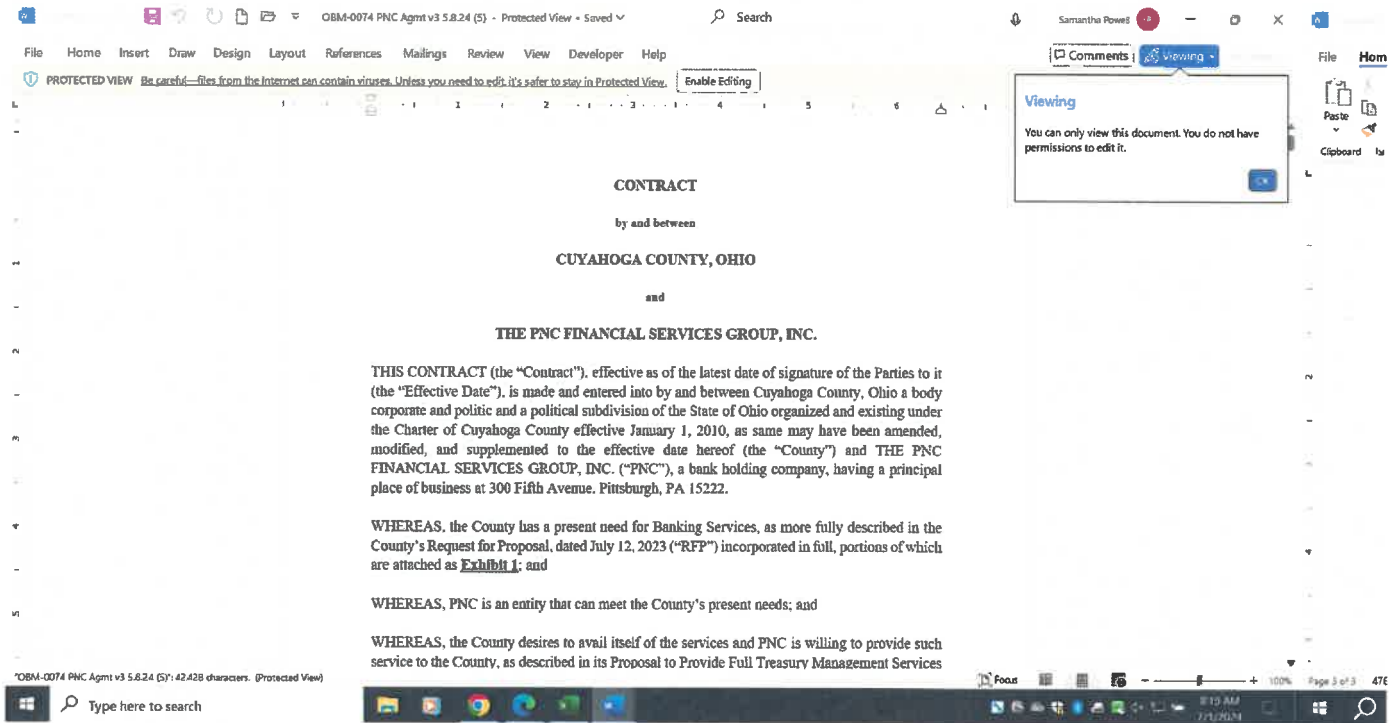 OBM-0074 PNC Agmt v3 5.8.24 (5) - Protected View • Saved
Search
Samantha Powell
File Home Insert Draw Design Layout References Mailings Review View Developer Help
Comments
Viewing
File Hom
PROTECTED VIEW Be careful—files from the Internet can contain viruses. Unless you need to edit, it's safer to stay in Protected View.
Enable Editing
Viewing
You can only view this document. You do not have
permissions to edit it.
OK
Paste
Clipboard
1 1 2 3 4 5 6
CONTRACT
by and between
CUYAHOGA COUNTY, OHIO
and
THE PNC FINANCIAL SERVICES GROUP, INC.
THIS CONTRACT (the “Contract”), effective as of the latest date of signature of the Parties to it
(the “Effective Date”), is made and entered into by and between Cuyahoga County, Ohio a body
corporate and politic and a political subdivision of the State of Ohio organized and existing under
the Charter of Cuyahoga County effective January 1, 2010, as same may have been amended,
modified, and supplemented to the effective date hereof (the “County”) and THE PNC
FINANCIAL SERVICES GROUP, INC. (“PNC”), a bank holding company, having a principal
place of business at 300 Fifth Avenue. Pittsburgh, PA 15222.
WHEREAS, the County has a present need for Banking Services, as more fully described in the
County’s Request for Proposal, dated July 12, 2023 (“RFP”) incorporated in full, portions of which
are attached as Exhibit 1; and
WHEREAS, PNC is an entity that can meet the County’s present needs; and
WHEREAS, the County desires to avail itself of the services and PNC is willing to provide such
service to the County, as described in its Proposal to Provide Full Treasury Management Services
"OBM-0074 PNC Agmt v3 5.8.24 (5)": 42,428 characters. (Protected View)
Focus
100%
Page 3 of 3 476
Type here to search
8:19 AM
7/1/2024